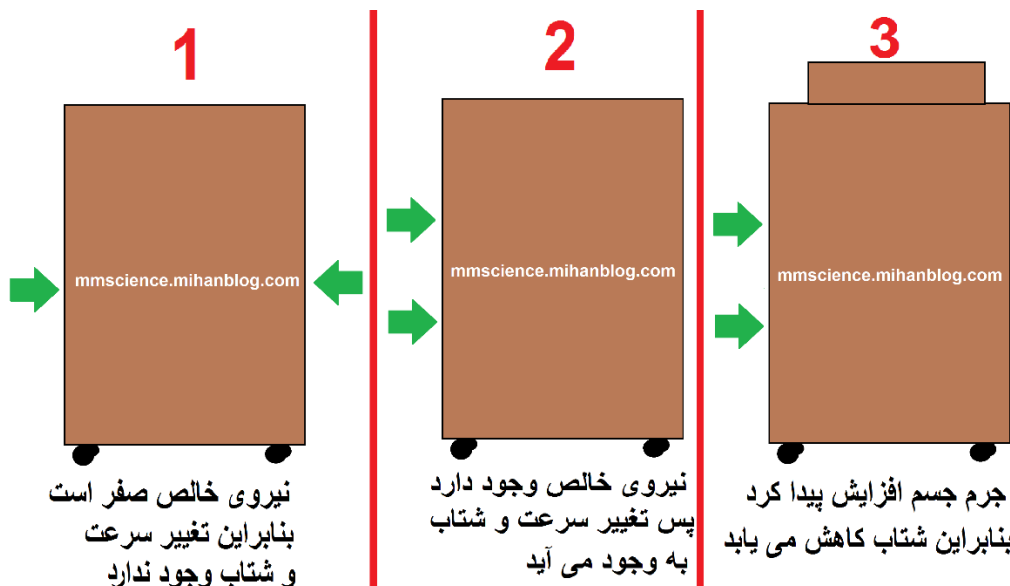 1
mmscience.mihanblog.com
نیروی خالص صفر است
بنابراین تغییر سرعت
و شتاب وجود ندارد
2
mmscience.mihanblog.com
نیروی خالص وجود دارد
پس تغییر سرعت و شتاب
به وجود می آید
3
mmscience.mihanblog.com
جرم جسم افزایش پیدا کرد
بنابراین شتاب کاهش می یابد